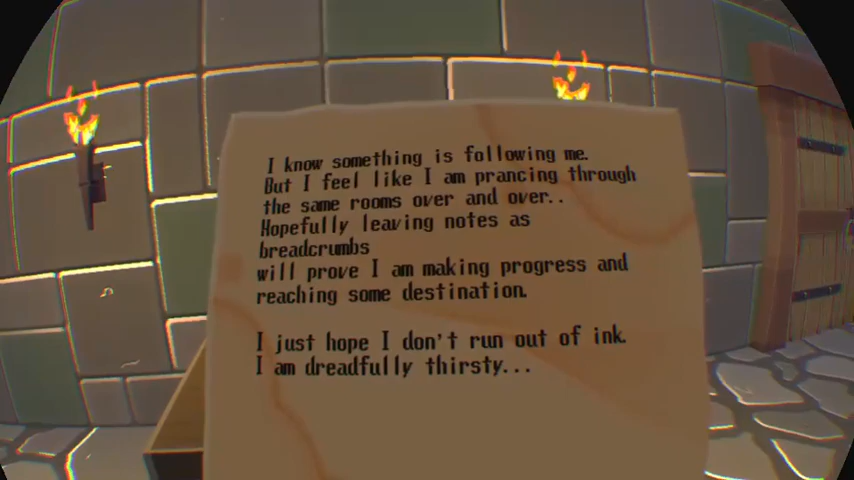 I know something is following me.
But I feel like I am prancing through
the same rooms over and over..
Hopefully leaving notes as
breadcrumbs
will prove I am making progress and
reaching some destination.
I just hope I don't run out of ink.
I am dreadfully thirsty...